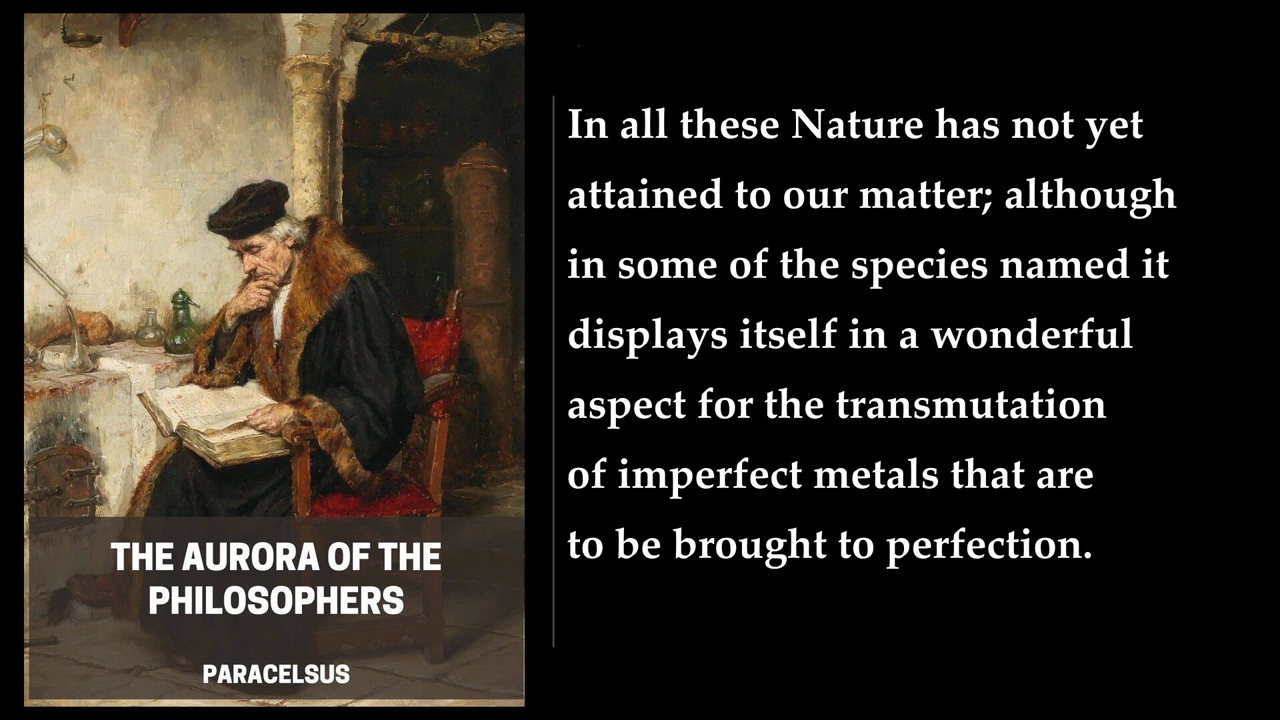 THE AURORA OF THE
PHILOSOPHERS
PARACELSUS
In all these Nature has not yet
attained to our matter; although
in some of the species named it
displays itself in a wonderful
aspect for the transmutation
of imperfect metals that are
to be brought to perfection.